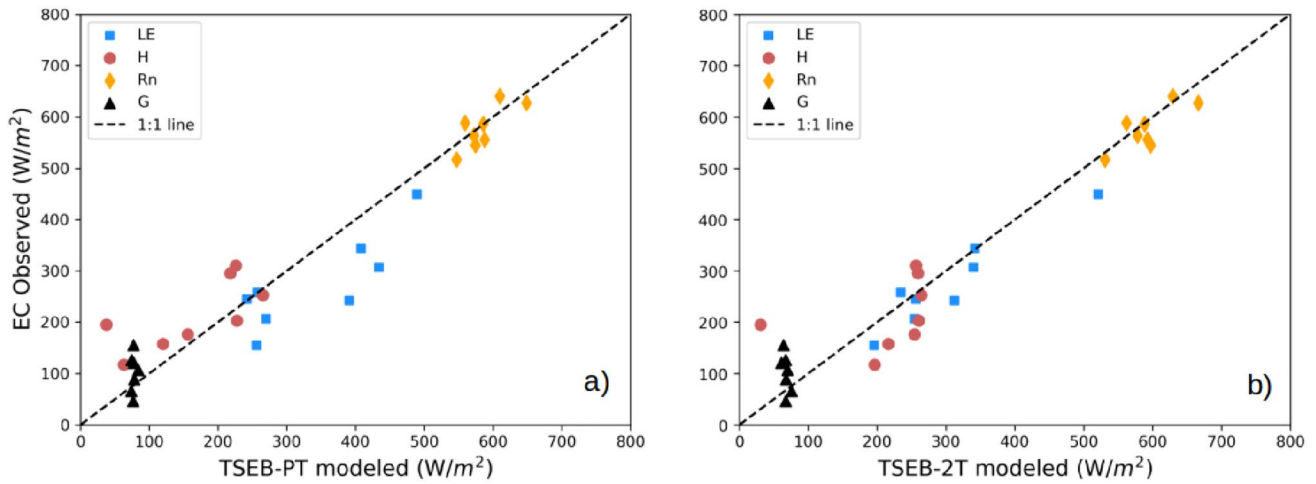 800
700
600
500
400
300
200
100
0
EC Observed (W/m²)
LE
H
Rn
G
1:1 line
a)
0 100 200 300 400 500 600 700 800
TSEB-PT modeled (W/m²)
800
700
600
500
400
300
200
100
0
LE
H
Rn
G
1:1 line
b)
0 100 200 300 400 500 600 700 800
TSEB-2T modeled (W/m²)